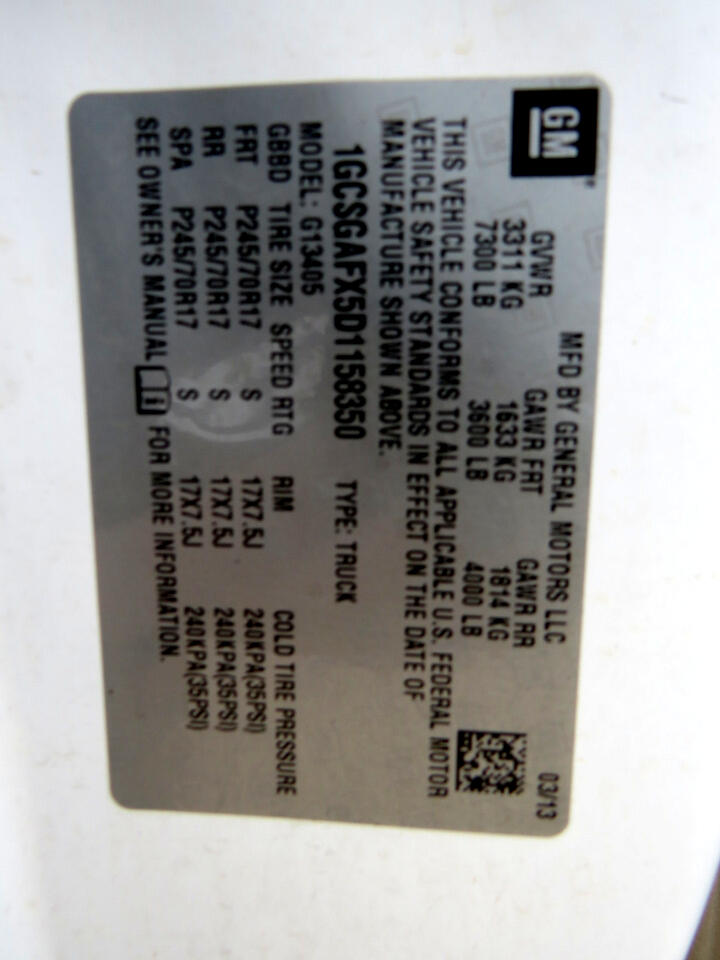 GM
MFD BY GENERAL MOTORS LLC 03/13
GVWR GAWR FRT GAWR RR
3311 KG 1633 KG 1814 KG
7300 LB 3600 LB 4000 LB
THIS VEHICLE CONFORMS TO ALL APPLICABLE U.S. FEDERAL MOTOR
VEHICLE SAFETY STANDARDS IN EFFECT ON THE DATE OF
MANUFACTURE SHOWN ABOVE.
1GCSGAFX5D1158350 TYPE: TRUCK
MODEL: G13405
GBBD TIRE SIZE SPEED RTG RIM COLD TIRE PRESSURE
FRT P245/70R17 S 17X7.5J 240KPA(35PSI)
RR P245/70R17 S 17X7.5J 240KPA(35PSI)
SPA P245/70R17 S 17X7.5J 240KPA(35PSI)
SEE OWNER'S MANUAL FOR MORE INFORMATION.